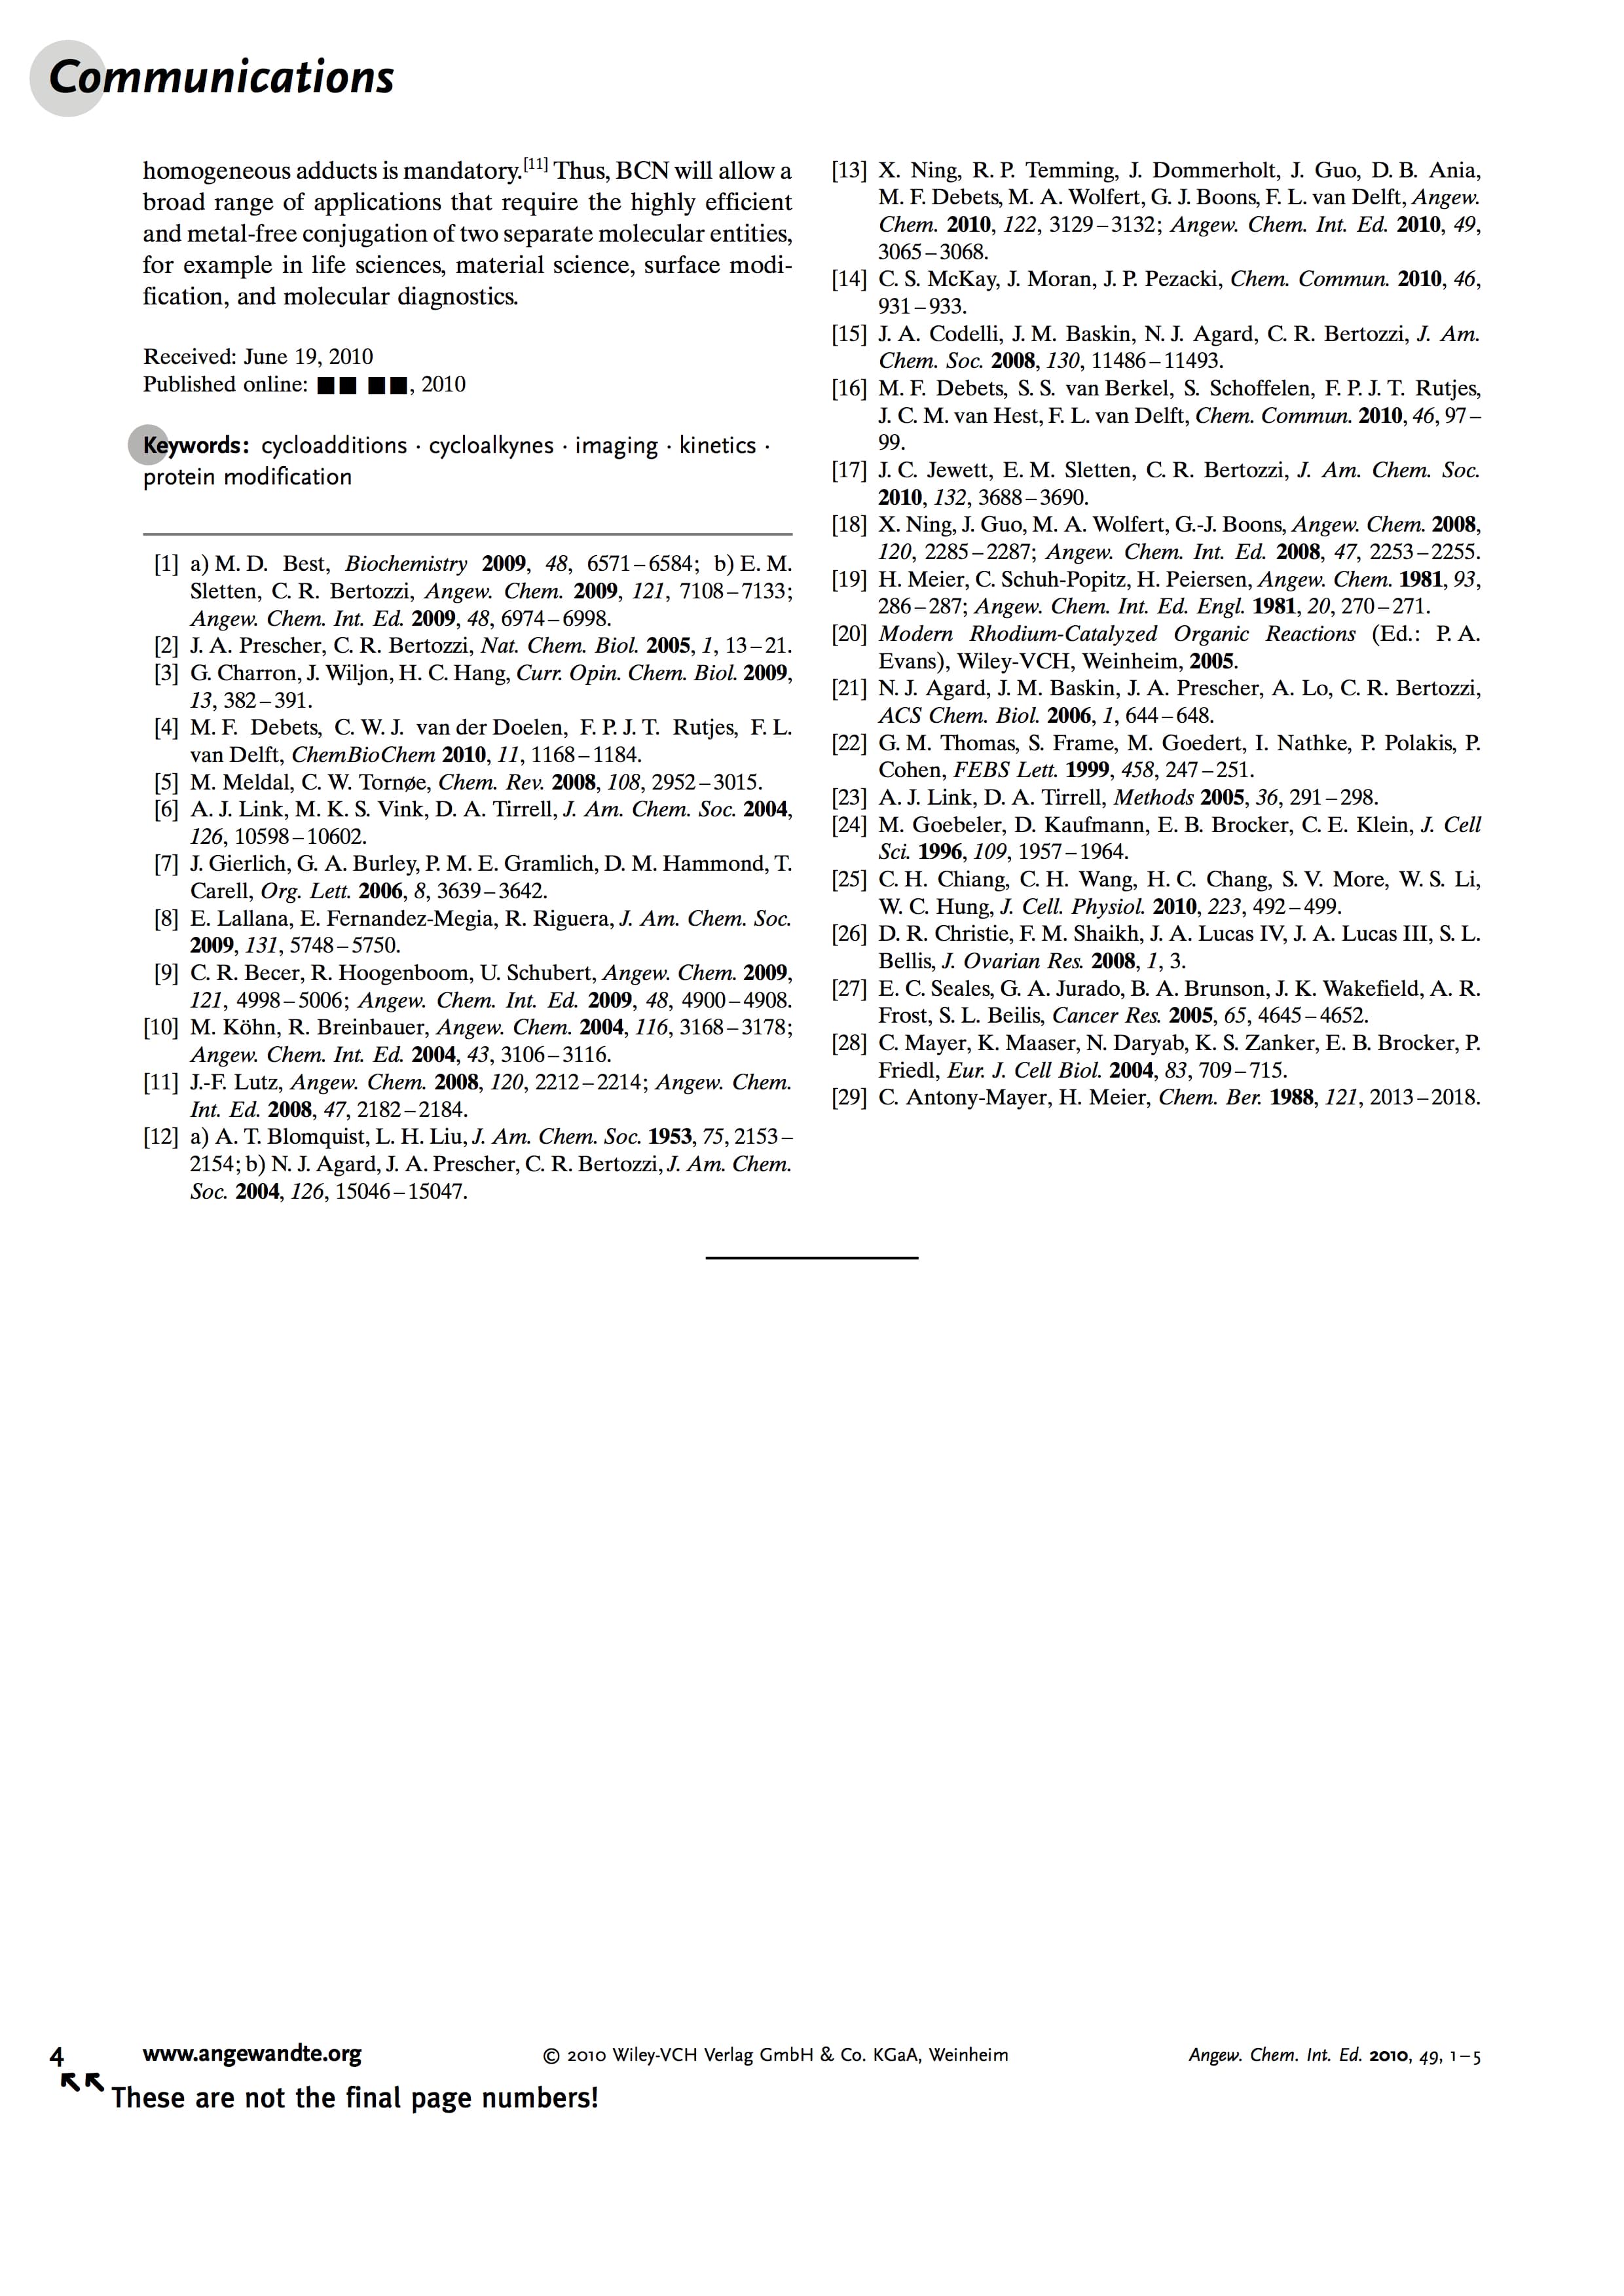 Communications
homogeneous adducts is mandatory.[11] Thus, BCN will allow a
broad range of applications that require the highly efficient
and metal-free conjugation of two separate molecular entities,
for example in life sciences, material science, surface modi-
fication, and molecular diagnostics.
Received: June 19, 2010
Published online: ■■ ■■, 2010
Keywords: cycloadditions · cycloalkynes · imaging · kinetics ·
protein modification
[1] a) M. D. Best, Biochemistry 2009, 48, 6571–6584; b) E. M.
Sletten, C. R. Bertozzi, Angew. Chem. 2009, 121, 7108–7133;
Angew. Chem. Int. Ed. 2009, 48, 6974–6998.
[2] J. A. Prescher, C. R. Bertozzi, Nat. Chem. Biol. 2005, 1, 13–21.
[3] G. Charron, J. Wiljon, H. C. Hang, Curr. Opin. Chem. Biol. 2009,
13, 382–391.
[4] M. F. Debets, C. W. J. van der Doelen, F. P. J. T. Rutjes, F. L.
van Delft, ChemBioChem 2010, 11, 1168–1184.
[5] M. Meldal, C. W. Tornøe, Chem. Rev. 2008, 108, 2952–3015.
[6] A. J. Link, M. K. S. Vink, D. A. Tirrell, J. Am. Chem. Soc. 2004,
126, 10598–10602.
[7] J. Gierlich, G. A. Burley, P. M. E. Gramlich, D. M. Hammond, T.
Carell, Org. Lett. 2006, 8, 3639–3642.
[8] E. Lallana, E. Fernandez-Megia, R. Riguera, J. Am. Chem. Soc.
2009, 131, 5748–5750.
[9] C. R. Becer, R. Hoogenboom, U. Schubert, Angew. Chem. 2009,
121, 4998–5006; Angew. Chem. Int. Ed. 2009, 48, 4900–4908.
[10] M. Köhn, R. Breinbauer, Angew. Chem. 2004, 116, 3168–3178;
Angew. Chem. Int. Ed. 2004, 43, 3106–3116.
[11] J.-F. Lutz, Angew. Chem. 2008, 120, 2212–2214; Angew. Chem.
Int. Ed. 2008, 47, 2182–2184.
[12] a) A. T. Blomquist, L. H. Liu, J. Am. Chem. Soc. 1953, 75, 2153–
2154; b) N. J. Agard, J. A. Prescher, C. R. Bertozzi, J. Am. Chem.
Soc. 2004, 126, 15046–15047.
[13] X. Ning, R. P. Temming, J. Dommerholt, J. Guo, D. B. Ania,
M. F. Debets, M. A. Wolfert, G. J. Boons, F. L. van Delft, Angew.
Chem. 2010, 122, 3129–3132; Angew. Chem. Int. Ed. 2010, 49,
3065–3068.
[14] C. S. McKay, J. Moran, J. P. Pezacki, Chem. Commun. 2010, 46,
931–933.
[15] J. A. Codelli, J. M. Baskin, N. J. Agard, C. R. Bertozzi, J. Am.
Chem. Soc. 2008, 130, 11486–11493.
[16] M. F. Debets, S. S. van Berkel, S. Schoffelen, F. P. J. T. Rutjes,
J. C. M. van Hest, F. L. van Delft, Chem. Commun. 2010, 46, 97–
99.
[17] J. C. Jewett, E. M. Sletten, C. R. Bertozzi, J. Am. Chem. Soc.
2010, 132, 3688–3690.
[18] X. Ning, J. Guo, M. A. Wolfert, G.-J. Boons, Angew. Chem. 2008,
120, 2285–2287; Angew. Chem. Int. Ed. 2008, 47, 2253–2255.
[19] H. Meier, C. Schuh-Popitz, H. Peiersen, Angew. Chem. 1981, 93,
286–287; Angew. Chem. Int. Ed. Engl. 1981, 20, 270–271.
[20] Modern Rhodium-Catalyzed Organic Reactions (Ed.: P. A.
Evans), Wiley-VCH, Weinheim, 2005.
[21] N. J. Agard, J. M. Baskin, J. A. Prescher, A. Lo, C. R. Bertozzi,
ACS Chem. Biol. 2006, 1, 644–648.
[22] G. M. Thomas, S. Frame, M. Goedert, I. Nathke, P. Polakis, P.
Cohen, FEBS Lett. 1999, 458, 247–251.
[23] A. J. Link, D. A. Tirrell, Methods 2005, 36, 291–298.
[24] M. Goebeler, D. Kaufmann, E. B. Brocker, C. E. Klein, J. Cell
Sci. 1996, 109, 1957–1964.
[25] C. H. Chiang, C. H. Wang, H. C. Chang, S. V. More, W. S. Li,
W. C. Hung, J. Cell. Physiol. 2010, 223, 492–499.
[26] D. R. Christie, F. M. Shaikh, J. A. Lucas IV, J. A. Lucas III, S. L.
Bellis, J. Ovarian Res. 2008, 1, 3.
[27] E. C. Seales, G. A. Jurado, B. A. Brunson, J. K. Wakefield, A. R.
Frost, S. L. Beilis, Cancer Res. 2005, 65, 4645–4652.
[28] C. Mayer, K. Maaser, N. Daryab, K. S. Zanker, E. B. Brocker, P.
Friedl, Eur. J. Cell Biol. 2004, 83, 709–715.
[29] C. Antony-Mayer, H. Meier, Chem. Ber. 1988, 121, 2013–2018.
4 www.angewandte.org © 2010 Wiley-VCH Verlag GmbH & Co. KGaA, Weinheim Angew. Chem. Int. Ed. 2010, 49, 1–5
These are not the final page numbers!